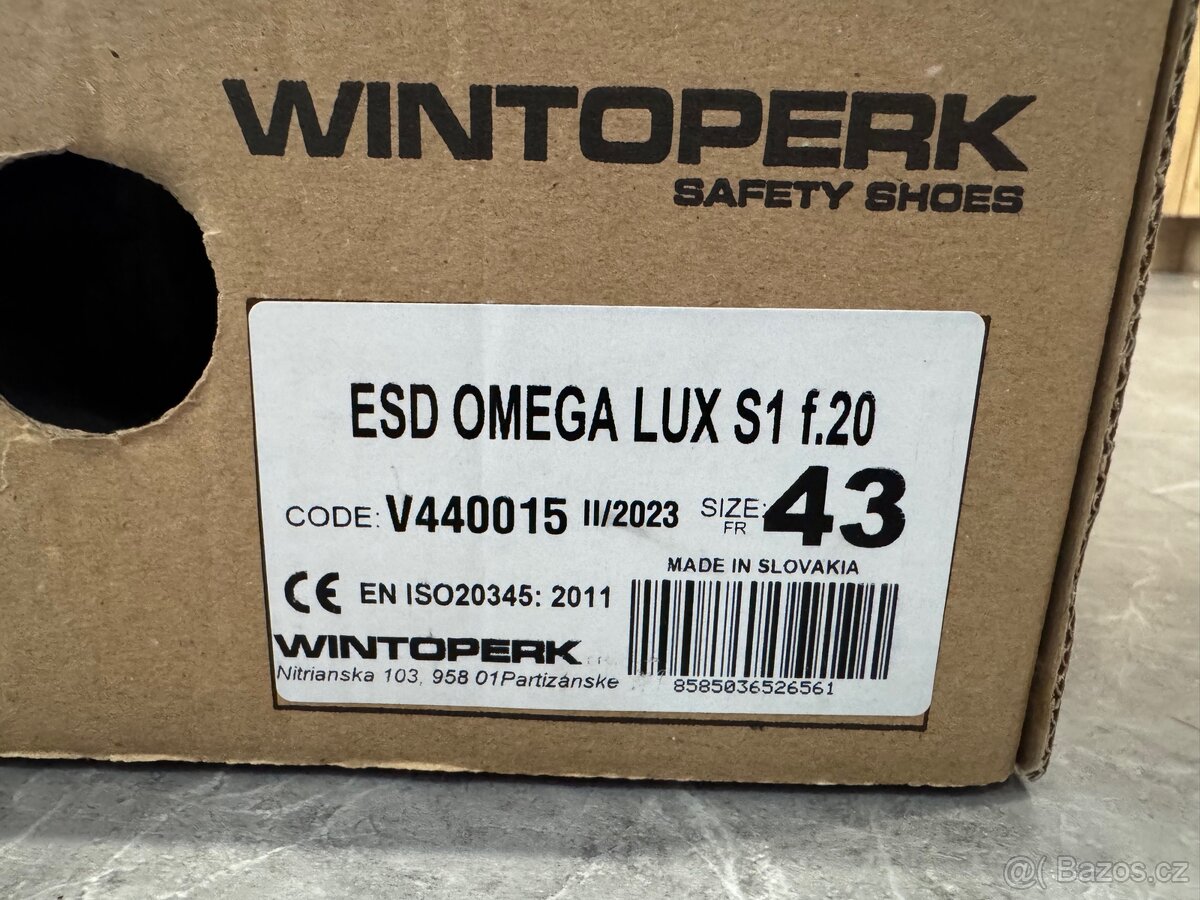 WINTOPERK
SAFETY SHOES
ESD OMEGA LUX S1 f.20
CODE: V440015 II/2023 SIZE: FR 43
MADE IN SLOVAKIA
CE EN ISO20345: 2011
WINTOPERK
Nitrianska 103, 958 01Partizánske
8585036526561
@( Bazoš.cz